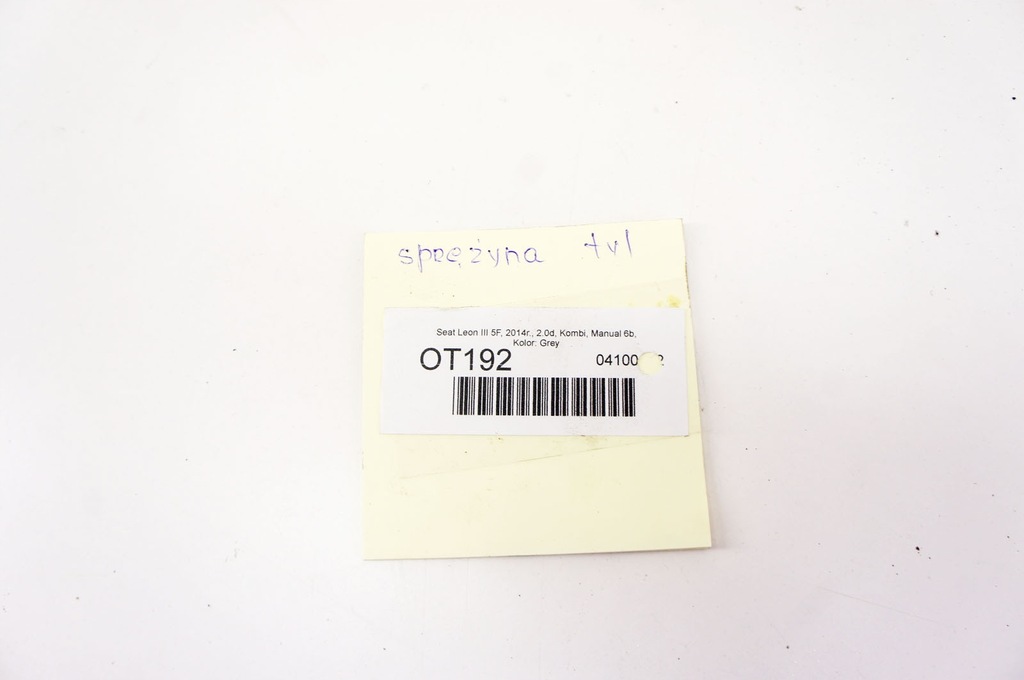 sprężyna tył
Seat Leon III 5F, 2014r., 2.0d, Kombi, Manual 6b,
Kolor: Grey
OT192